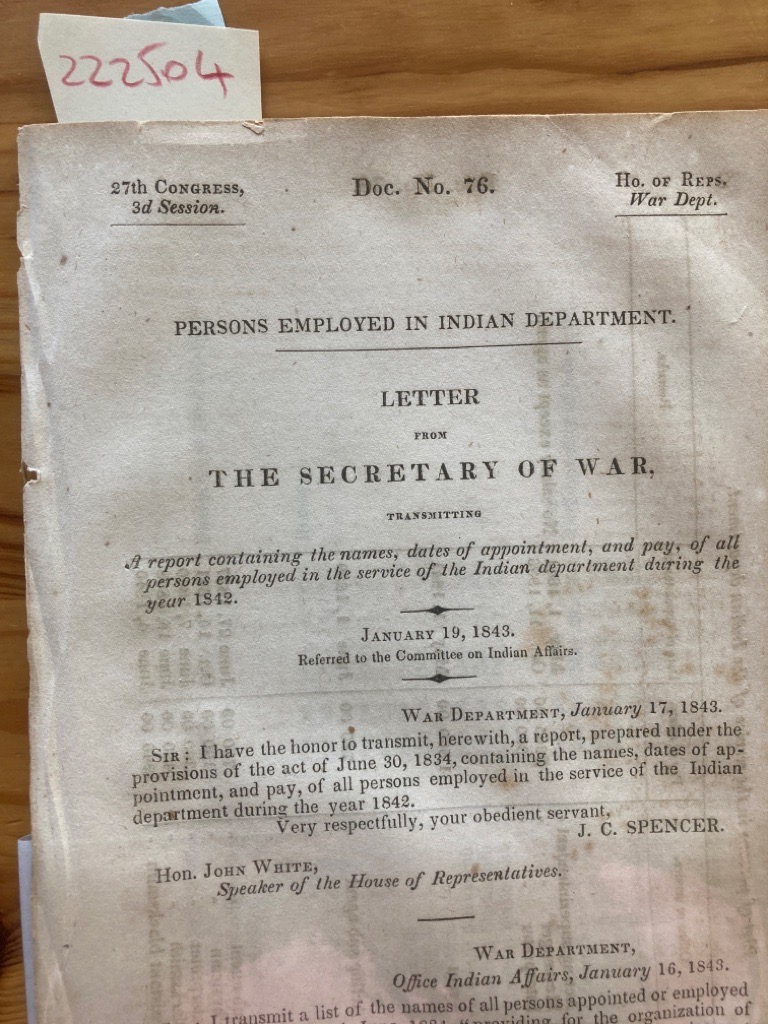 222504
27th Congress,
3d Session.
Doc. No. 76.
Ho. of Reps,
War Dept.
PERSONS EMPLOYED IN INDIAN DEPARTMENT.
LETTER
FROM
THE SECRETARY OF WAR,
TRANSMITTING
A report containing the names, dates of appointment, and pay, of all
persons employed in the service of the Indian department during the
year 1842.
January 19, 1843.
Referred to the Committee on Indian Affairs.
War Department, January 17, 1843.
Sir: I have the honor to transmit, herewith, a report, prepared under the
provisions of the act of June 30, 1834, containing the names, dates of ap-
pointment, and pay, of all persons employed in the service of the Indian
department during the year 1842.
Very respectfully, your obedient servant,
J. C. SPENCER.
Hon. John White,
Speaker of the House of Representatives.
War Department,
Office Indian Affairs, January 16, 1843.
I transmit a list of the names of all persons appointed or employed
1834, "providing for the organization of